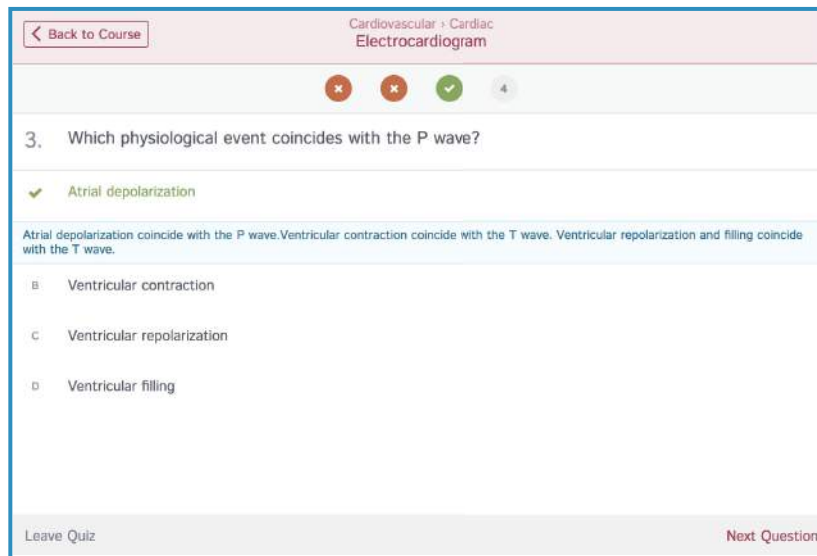 Back to Course
Cardiovascular › Cardiac
Electrocardiogram
4
3. Which physiological event coincides with the P wave?
Atrial depolarization
Atrial depolarization coincide with the P wave.Ventricular contraction coincide with the T wave. Ventricular repolarization and filling coincide
with the T wave.
B Ventricular contraction
C Ventricular repolarization
D Ventricular filling
Leave Quiz
Next Question